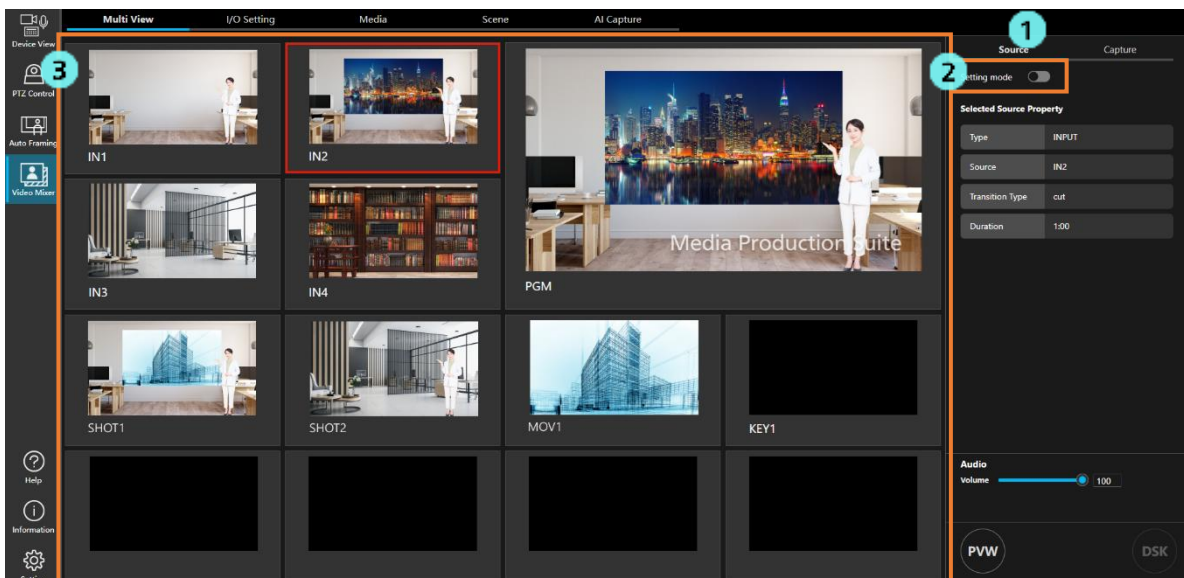 Multi View I/O Setting Media Scene AI Capture
1
Device View
Source Capture
3
2
etting mode
PTZ Control
Selected Source Property
Type INPUT
Auto Framing
IN1 IN2
Source IN2
Video Mixer
Transition Type cut
Duration 1:00
Media Production Suite
IN3 IN4 PGM
SHOT1 SHOT2 MOV1 KEY1
Audio
Volume 100
Help
Information
PVW DSK